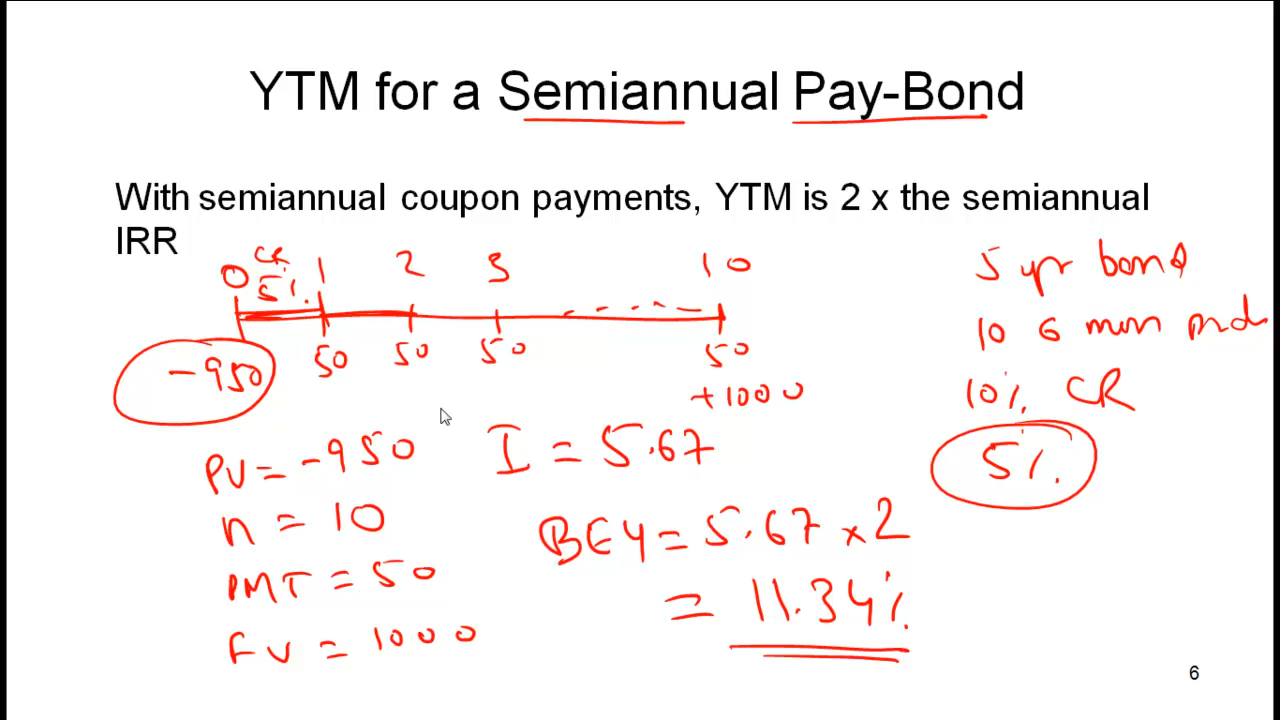 YTM for a Semiannual Pay-Bond
With semiannual coupon payments, YTM is 2 x the semiannual
IRR
CR
5%
0 1 2 3 10
-950 50 50 50 50
+1000
5 yr bond
10 6 mon
10% CR
5%
PV = -950
n = 10
PMT = 50
FV = 1000
I = 5.67
BEY = 5.67 x 2
= 11.34%
6